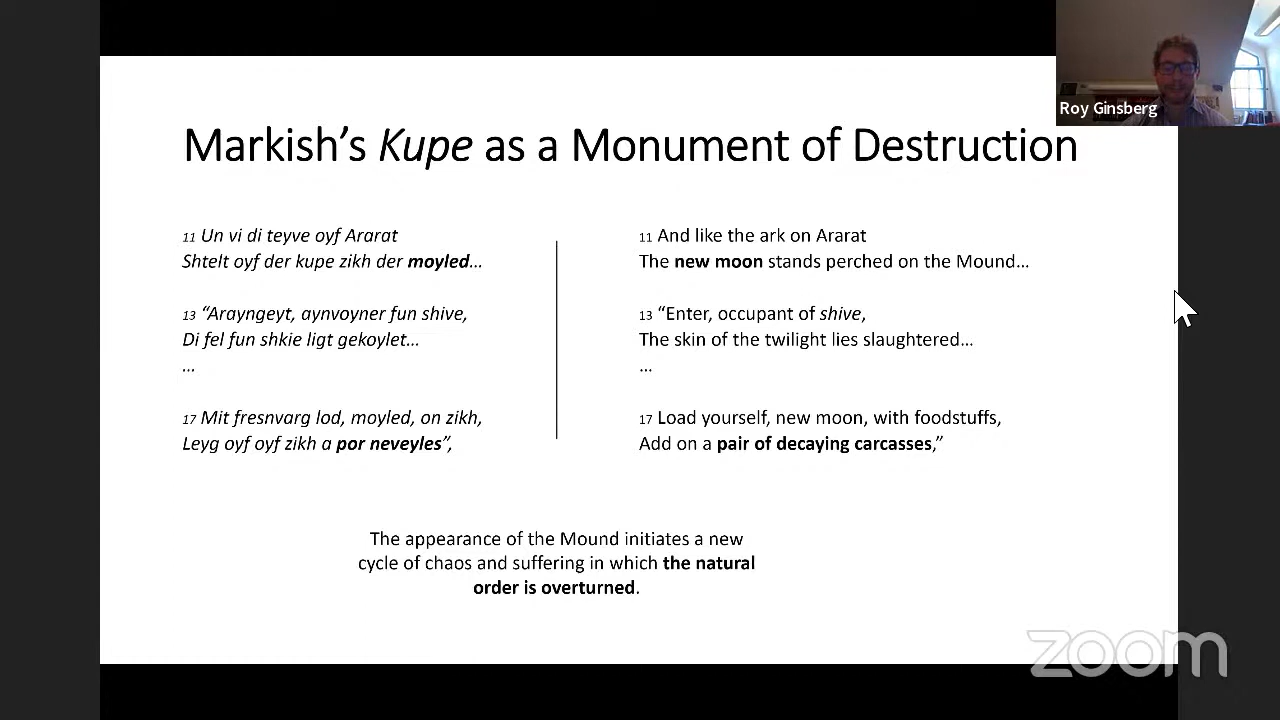 Roy Ginsberg
Markish's Kupe as a Monument of Destruction
11 Un vi di teyve oyf Ararat
Shtelt oyf der kupe zikh der moyled...
13 “Arayngeyt, aynvoyner fun shive,
Di fel fun shkie ligt gekoylet...
...
17 Mit fresnvarg lod, moyled, on zikh,
Leyg oyf oyf zikh a por neveyles”,
11 And like the ark on Ararat
The new moon stands perched on the Mound...
13 “Enter, occupant of shive,
The skin of the twilight lies slaughtered...
...
17 Load yourself, new moon, with foodstuffs,
Add on a pair of decaying carcasses,”
The appearance of the Mound initiates a new
cycle of chaos and suffering in which the natural
order is overturned.
zoom